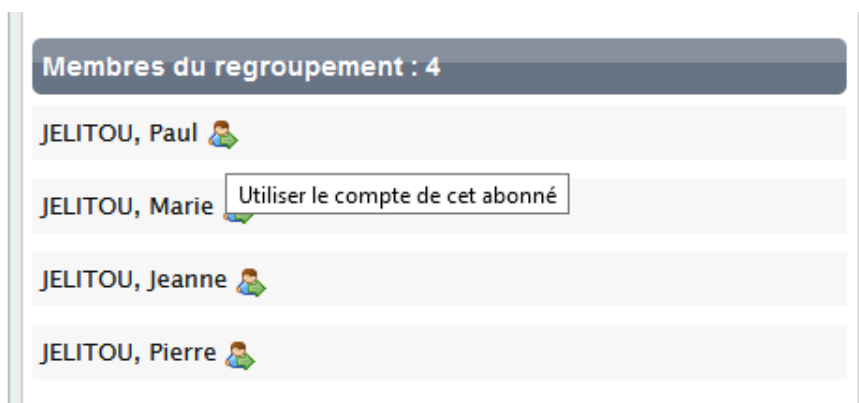 Membres du regroupement : 4
JELITOU, Paul
Utiliser le compte de cet abonné
JELITOU, Marie
JELITOU, Jeanne
JELITOU, Pierre